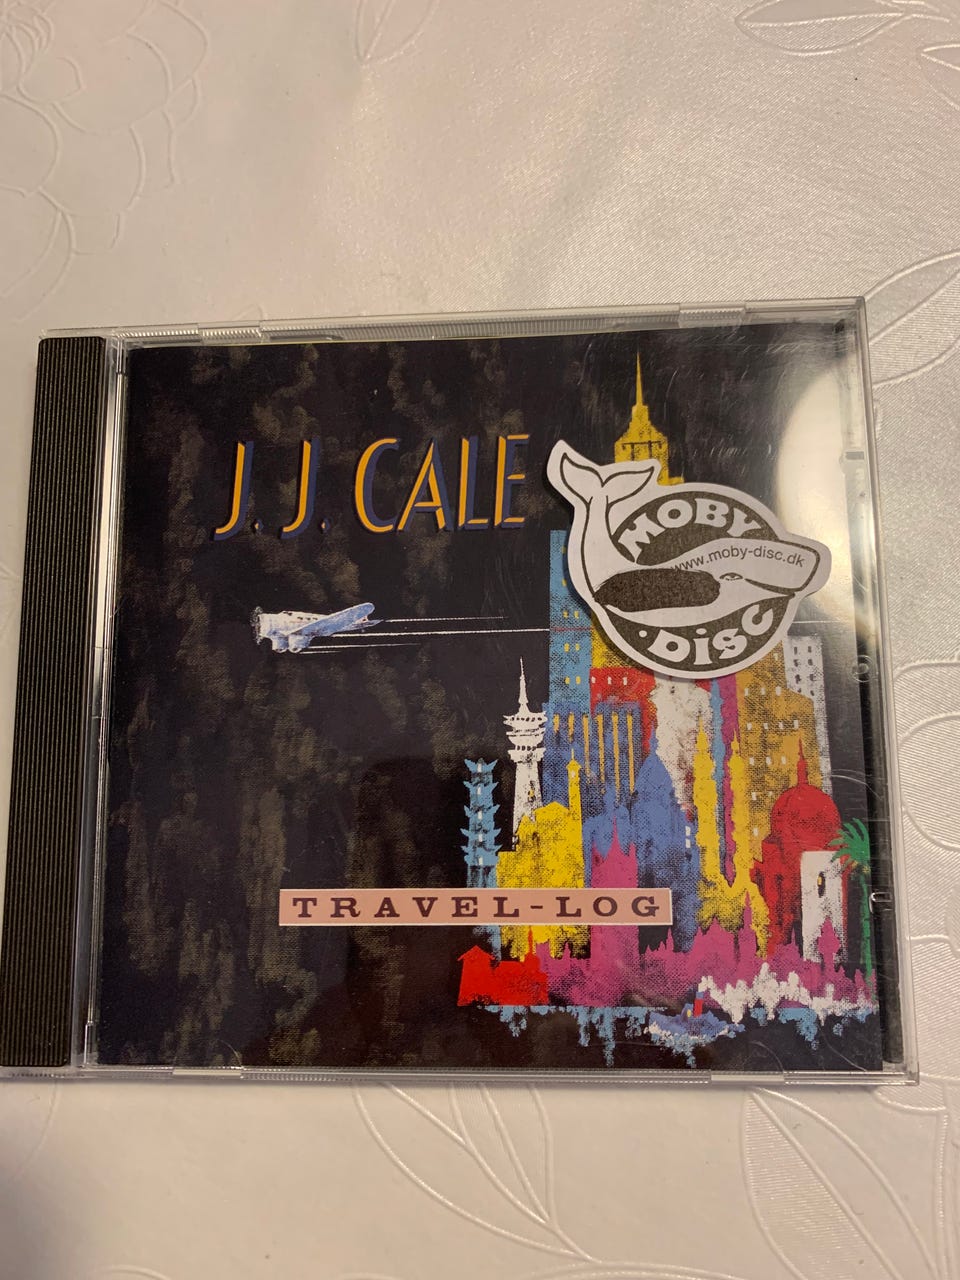 J. J. CALE
MOBY
www.moby-disc.dk
·DiSC·
TRAVEL-LOG